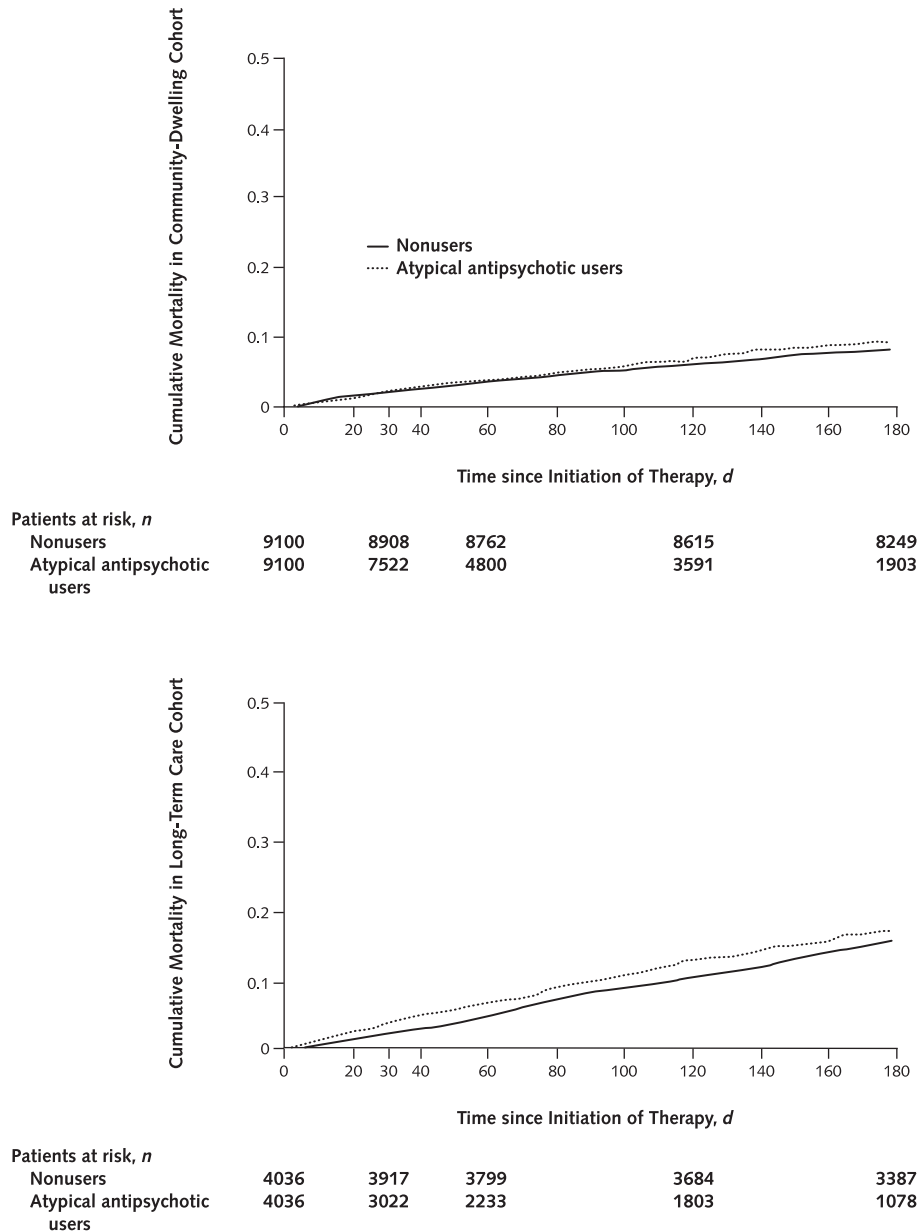 Cumulative Mortality in Community-Dwelling Cohort
0.5
0.4
0.3
0.2
0.1
0
Nonusers
Atypical antipsychotic users
0 20 30 40 60 80 100 120 140 160 180
Time since Initiation of Therapy, d
Patients at risk, n
Nonusers 9100 8908 8762 8615 8249
Atypical antipsychotic 9100 7522 4800 3591 1903
users
Cumulative Mortality in Long-Term Care Cohort
0.5
0.4
0.3
0.2
0.1
0
0 20 30 40 60 80 100 120 140 160 180
Time since Initiation of Therapy, d
Patients at risk, n
Nonusers 4036 3917 3799 3684 3387
Atypical antipsychotic 4036 3022 2233 1803 1078
users